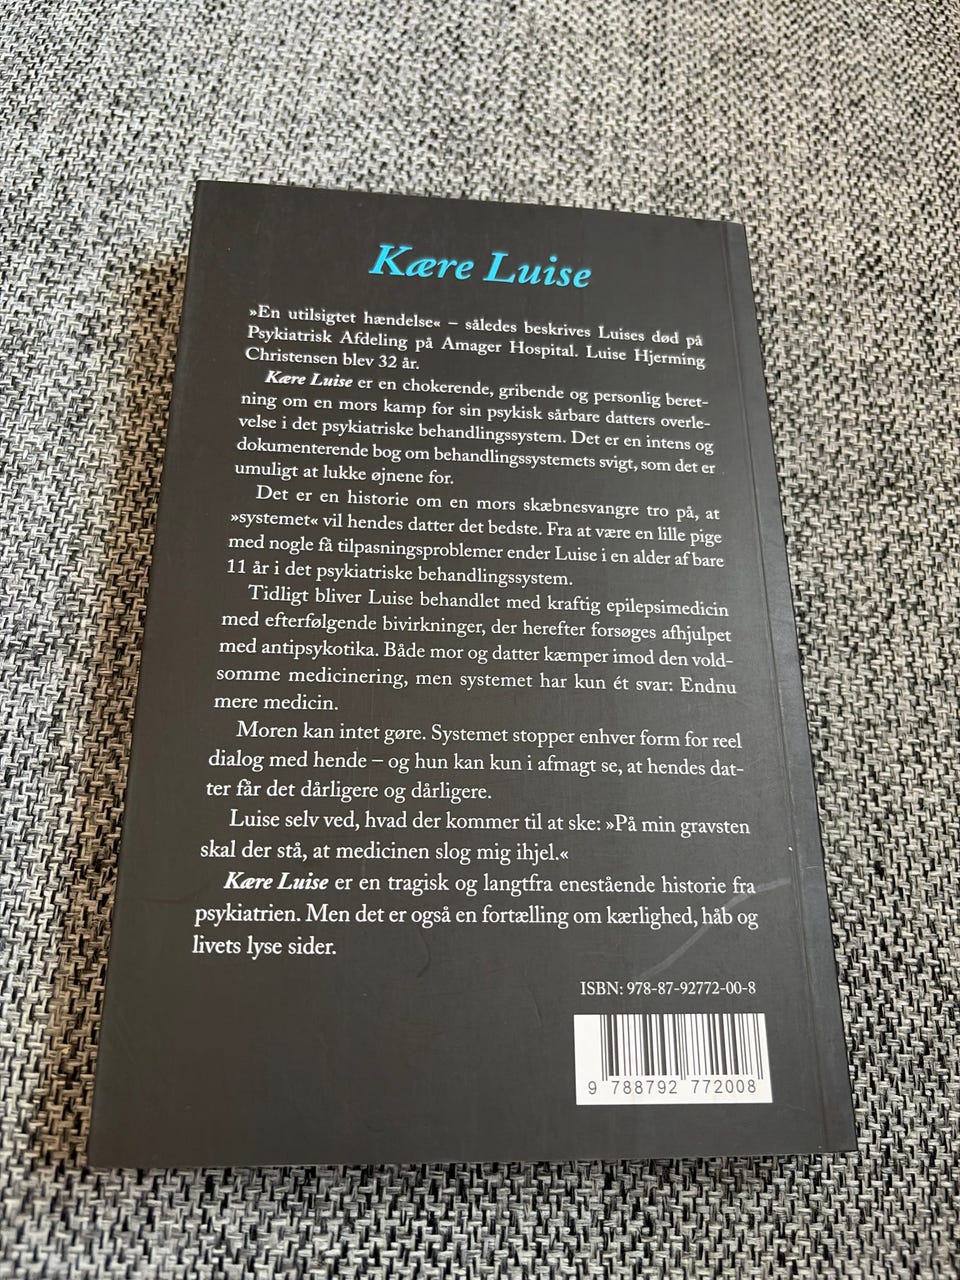 Kære Luise
»En utilsigtet hændelse« – således beskrives Luises død på
Psykiatrisk Afdeling på Amager Hospital. Luise Hjerming
Christensen blev 32 år.
Kære Luise er en chokerende, gribende og personlig beret-
ning om en mors kamp for sin psykisk sårbare datters overle-
velse i det psykiatriske behandlingssystem. Det er en intens og
dokumenterende bog om behandlingssystemets svigt, som det er
umuligt at lukke øjnene for.
Det er en historie om en mors skæbnesvangre tro på, at
»systemet« vil hendes datter det bedste. Fra at være en lille pige
med nogle få tilpasningsproblemer ender Luise i en alder af bare
11 år i det psykiatriske behandlingssystem.
Tidligt bliver Luise behandlet med kraftig epilepsimedicin
med efterfølgende bivirkninger, der herefter forsøges afhjulpet
med antipsykotika. Både mor og datter kæmper imod den vold-
somme medicinering, men systemet har kun ét svar: Endnu
mere medicin.
Moren kan intet gøre. Systemet stopper enhver form for reel
dialog med hende – og hun kan kun i afmagt se, at hendes dat-
ter får det dårligere og dårligere.
Luise selv ved, hvad der kommer til at ske: »På min gravsten
skal der stå, at medicinen slog mig ihjel.«
Kære Luise er en tragisk og langtfra enestående historie fra
psykiatrien. Men det er også en fortælling om kærlighed, håb og
livets lyse sider.
ISBN: 978-87-92772-00-8
9 788792 772008